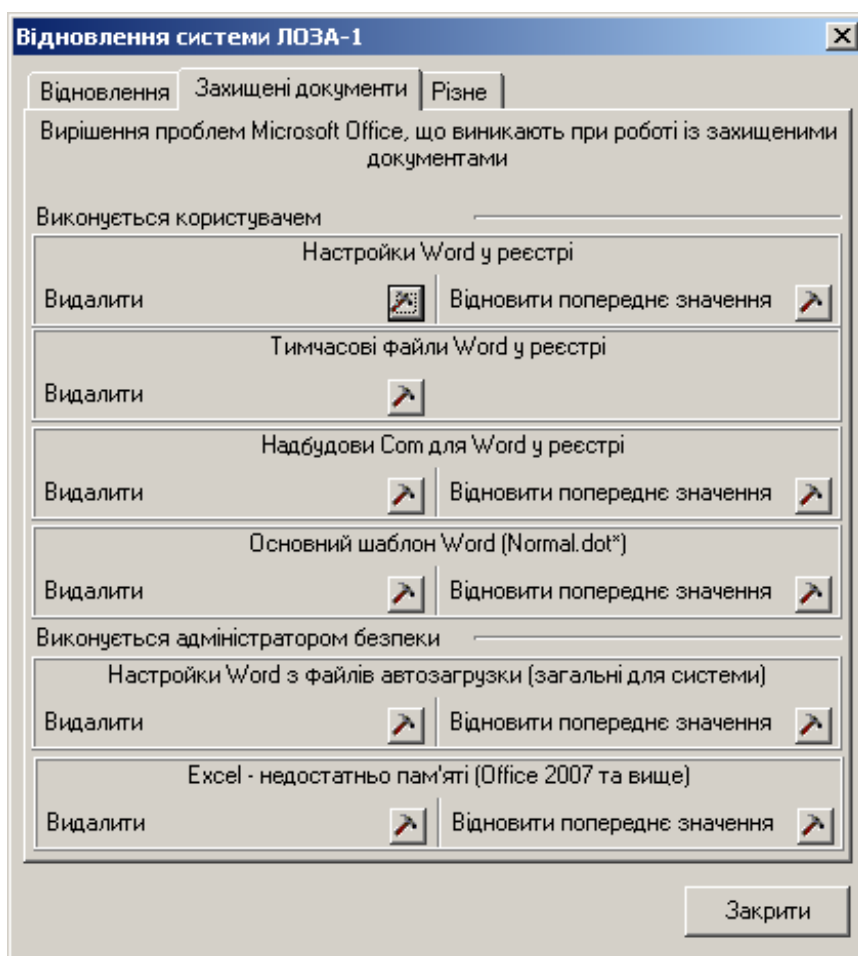 Відновлення системи ЛОЗА-1
Відновлення Захищені документи Різне
Вирішення проблем Microsoft Office, що виникають при роботі із захищеними
документами
Виконується користувачем
Настройки Word у реєстрі
Видалити Відновити попереднє значення
Тимчасові файли Word у реєстрі
Видалити
Надбудови Com для Word у реєстрі
Видалити Відновити попереднє значення
Основний шаблон Word (Normal.dot*)
Видалити Відновити попереднє значення
Виконується адміністратором безпеки
Настройки Word з файлів автозагрузки (загальні для системи)
Видалити Відновити попереднє значення
Excel - недостатньо пам'яті (Office 2007 та вище)
Видалити Відновити попереднє значення
Закрити